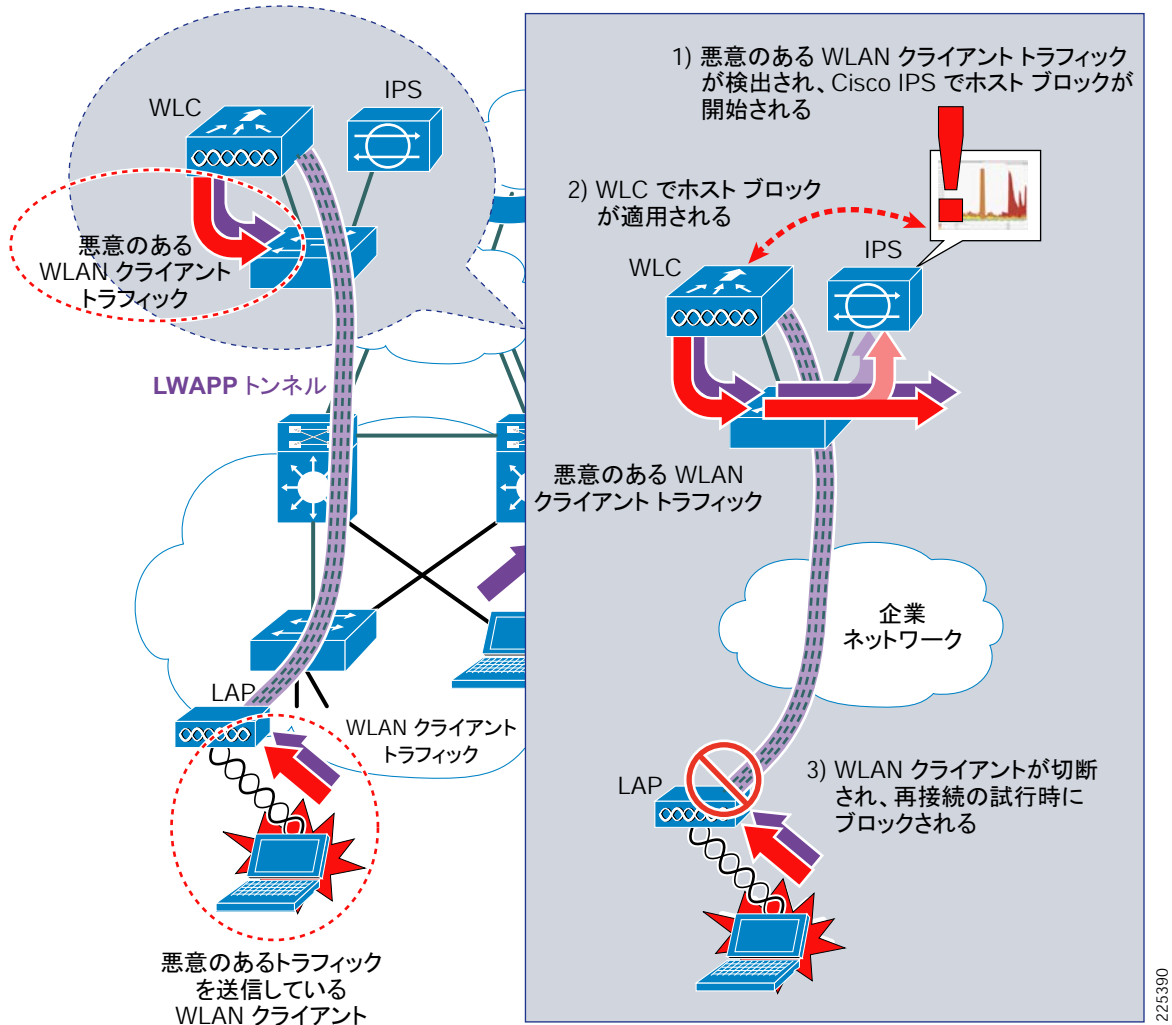 WLC
IPS
悪意のある
WLAN クライアント
トラフィック
LWAPP トンネル
LAP
WLAN クライアント
トラフィック
悪意のあるトラフィック
を送信している
WLAN クライアント
1) 悪意のある WLAN クライアント トラフィック
が検出され、Cisco IPS でホスト ブロックが
開始される
2) WLC でホスト ブロック
が適用される
IPS
WLC
悪意のある WLAN
クライアント トラフィック
企業
ネットワーク
LAP
3) WLAN クライアントが切断
され、再接続の試行時に
ブロックされる
225390